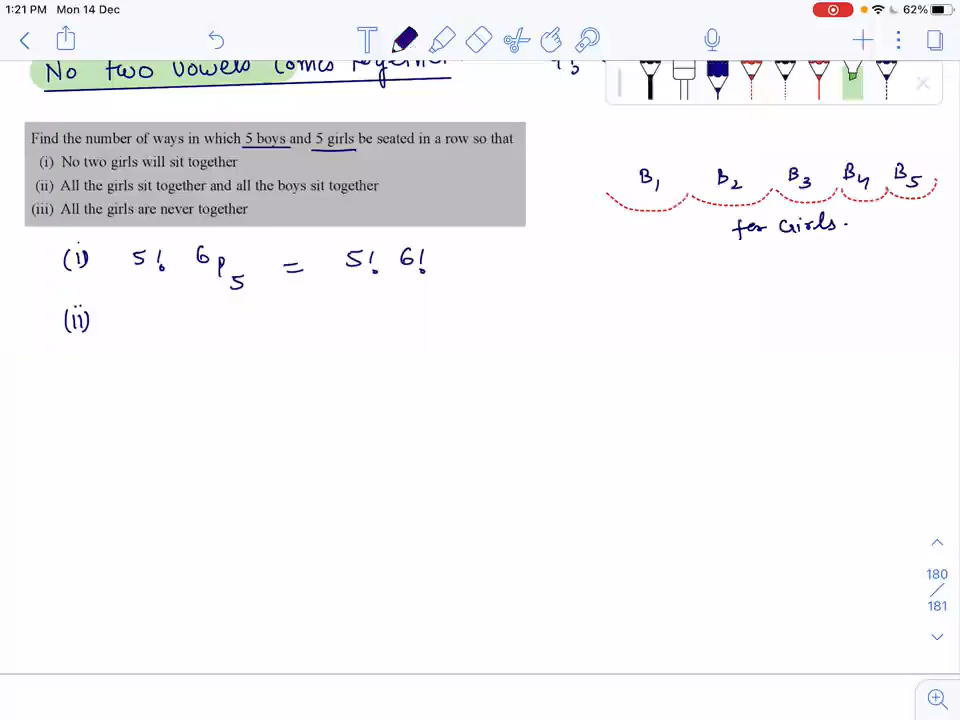 1:21 PM Mon 14 Dec 62%
No two vowels comes together
Find the number of ways in which 5 boys and 5 girls be seated in a row so that
(i) No two girls will sit together
(ii) All the girls sit together and all the boys sit together
(iii) All the girls are never together
B1 B2 B3 B4 B5
for Girls.
(i) 5! 6P5 = 5! 6!
(ii)
180
/
181